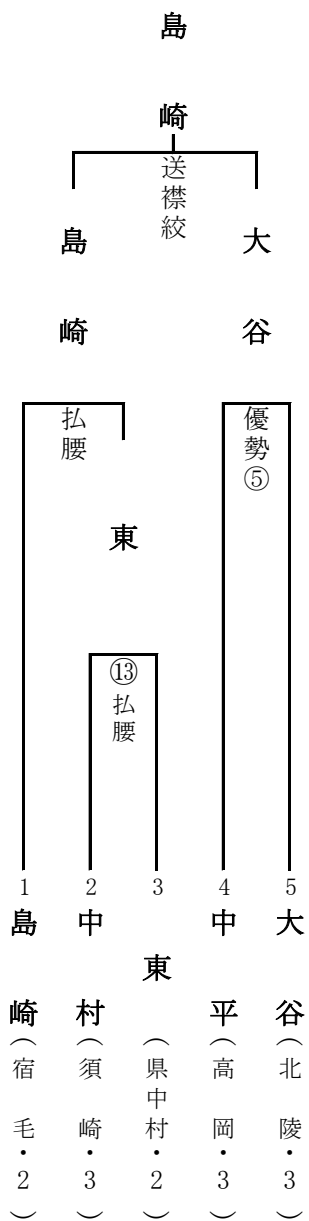 島崎
送襟絞
島崎
大谷
払腰
優勢⑤
東
⑬払腰
1
2
3
4
5
島崎（宿毛・2）
中村（須崎・3）
東（県中村・2）
中平（高岡・3）
大谷（北陵・3）